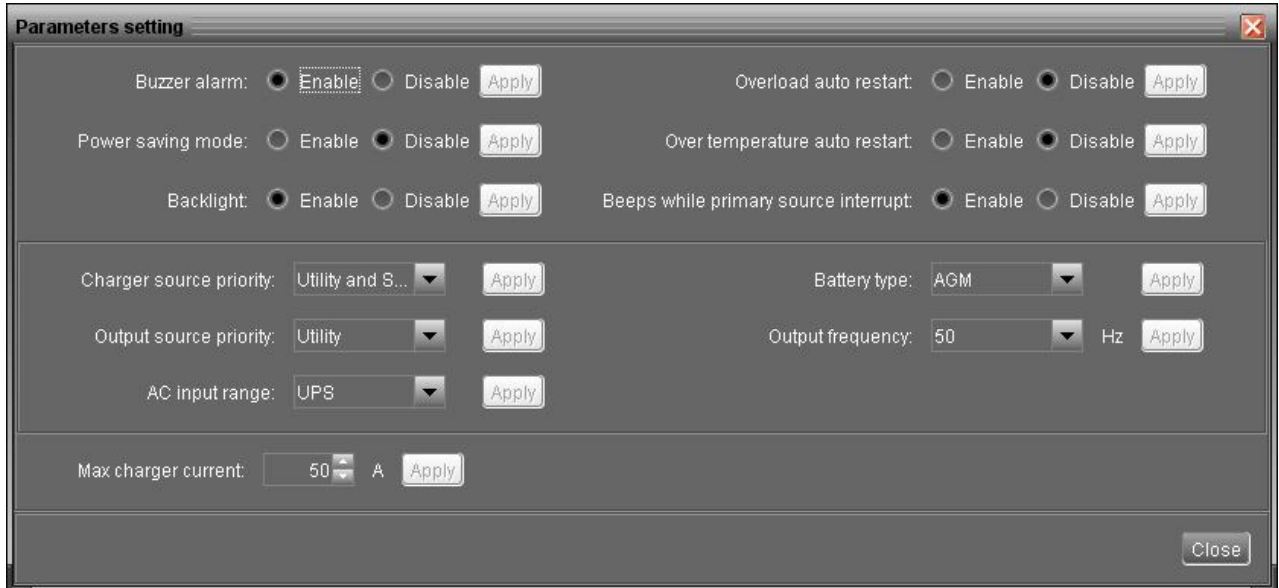 Parameters setting
Buzzer alarm: Enable Disable Apply Overload auto restart: Enable Disable Apply
Power saving mode: Enable Disable Apply Over temperature auto restart: Enable Disable Apply
Backlight: Enable Disable Apply Beeps while primary source interrupt: Enable Disable Apply
Charger source priority: Utility and S... Apply Battery type: AGM Apply
Output source priority: Utility Apply Output frequency: 50 Hz Apply
AC input range: UPS Apply
Max charger current: 50 A Apply
Close